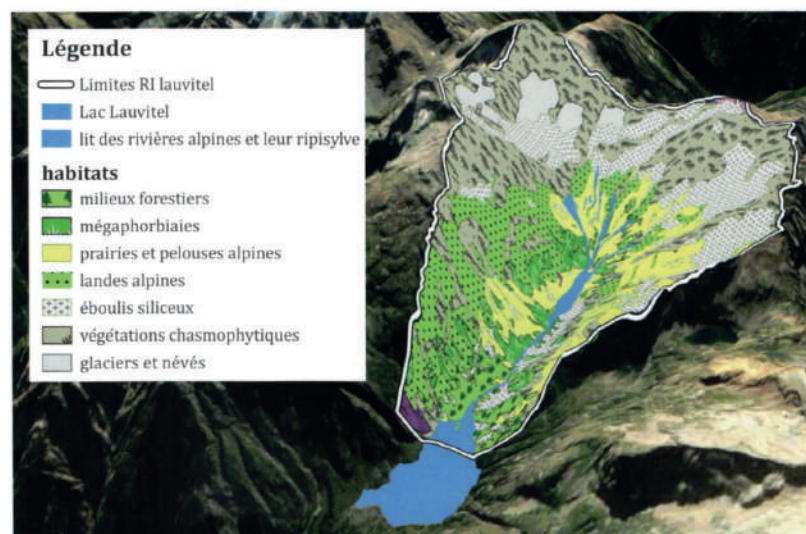 Légende
Limites RI lauvitel
Lac Lauvitel
lit des rivières alpines et leur ripisylve
habitats
milieux forestiers
mégaphorbiaies
prairies et pelouses alpines
landes alpines
éboulis siliceux
végétations chasmophytiques
glaciers et névés